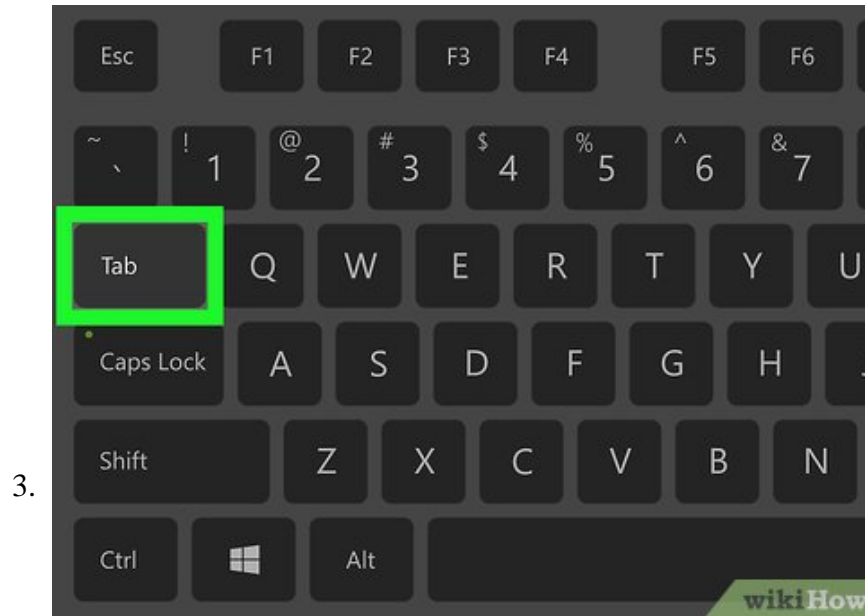 Esc F1 F2 F3 F4 F5 F6
~ ` ! 1 @ 2 # 3 $ 4 % 5 ^ 6 & 7
Tab Q W E R T Y U
Caps Lock A S D F G H
Shift Z X C V B N
3.
Ctrl Alt
wikiHow